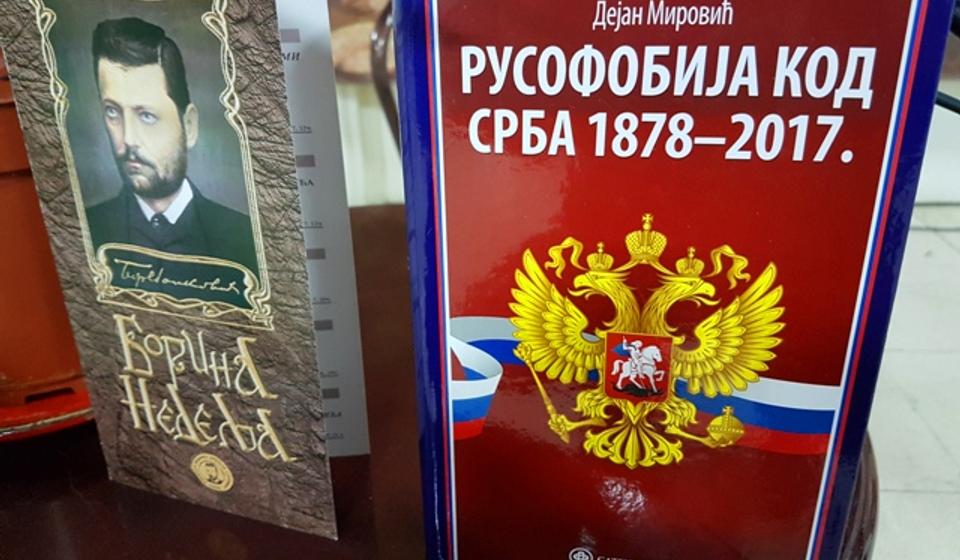 Борина
Недеља
Дејан Мировић
РУСОФОБИЈА КОД
СРБА 1878–2017.